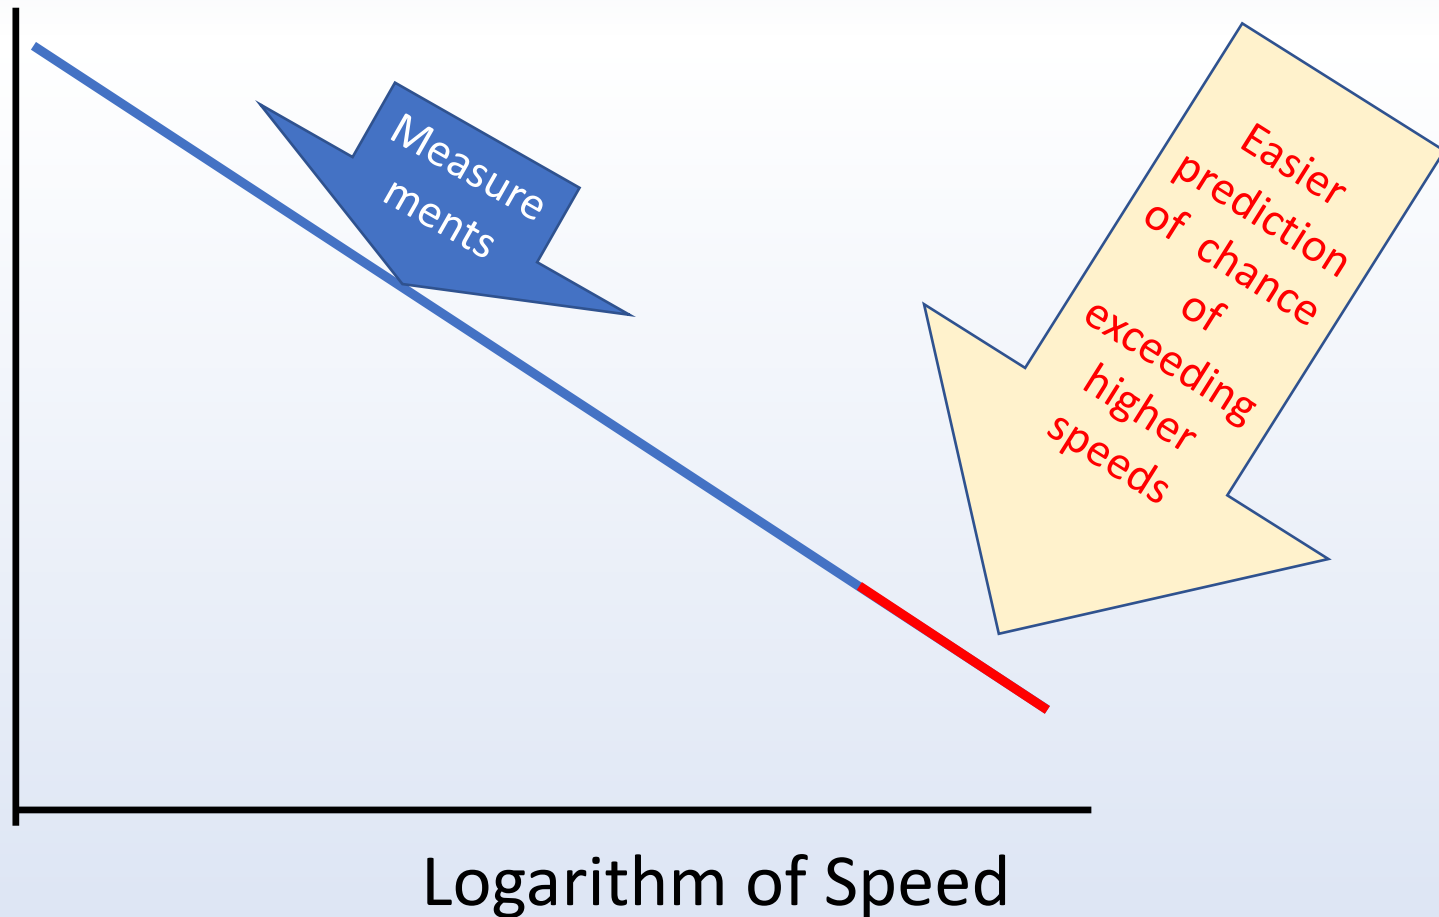 Measure
ments
Easier
prediction
of chance
of
exceeding
higher
speeds
Logarithm of Speed